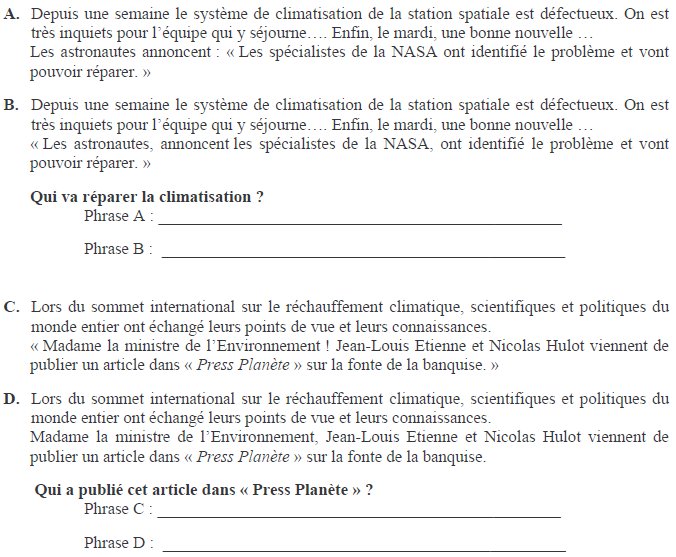 A. Depuis une semaine le système de climatisation de la station spatiale est défectueux. On est
très inquiets pour l'équipe qui y séjourne…. Enfin, le mardi, une bonne nouvelle …
Les astronautes annoncent : « Les spécialistes de la NASA ont identifié le problème et vont
pouvoir réparer. »
B. Depuis une semaine le système de climatisation de la station spatiale est défectueux. On est
très inquiets pour l'équipe qui y séjourne…. Enfin, le mardi, une bonne nouvelle …
« Les astronautes, annoncent les spécialistes de la NASA, ont identifié le problème et vont
pouvoir réparer. »
Qui va réparer la climatisation ?
Phrase A : ____________________
Phrase B : ____________________
C. Lors du sommet international sur le réchauffement climatique, scientifiques et politiques du
monde entier ont échangé leurs points de vue et leurs connaissances.
« Madame la ministre de l'Environnement ! Jean-Louis Etienne et Nicolas Hulot viennent de
publier un article dans « Press Planète » sur la fonte de la banquise. »
D. Lors du sommet international sur le réchauffement climatique, scientifiques et politiques du
monde entier ont échangé leurs points de vue et leurs connaissances.
Madame la ministre de l'Environnement, Jean-Louis Etienne et Nicolas Hulot viennent de
publier un article dans « Press Planète » sur la fonte de la banquise.
Qui a publié cet article dans « Press Planète » ?
Phrase C : ____________________
Phrase D : ____________________